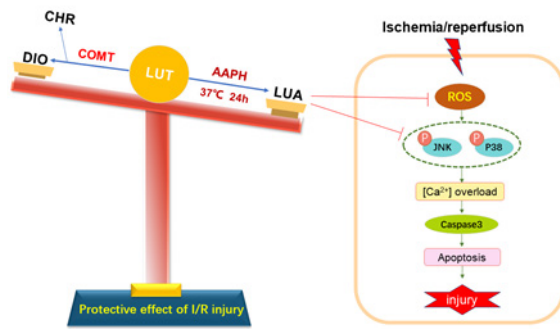 CHR
DIO
COMT
LUT
AAPH
37℃ 24h
LUA
Protective effect of I/R injury
Ischemia/reperfusion
ROS
P
JNK
P
P38
[Ca²⁺] overload
Caspase3
Apoptosis
injury